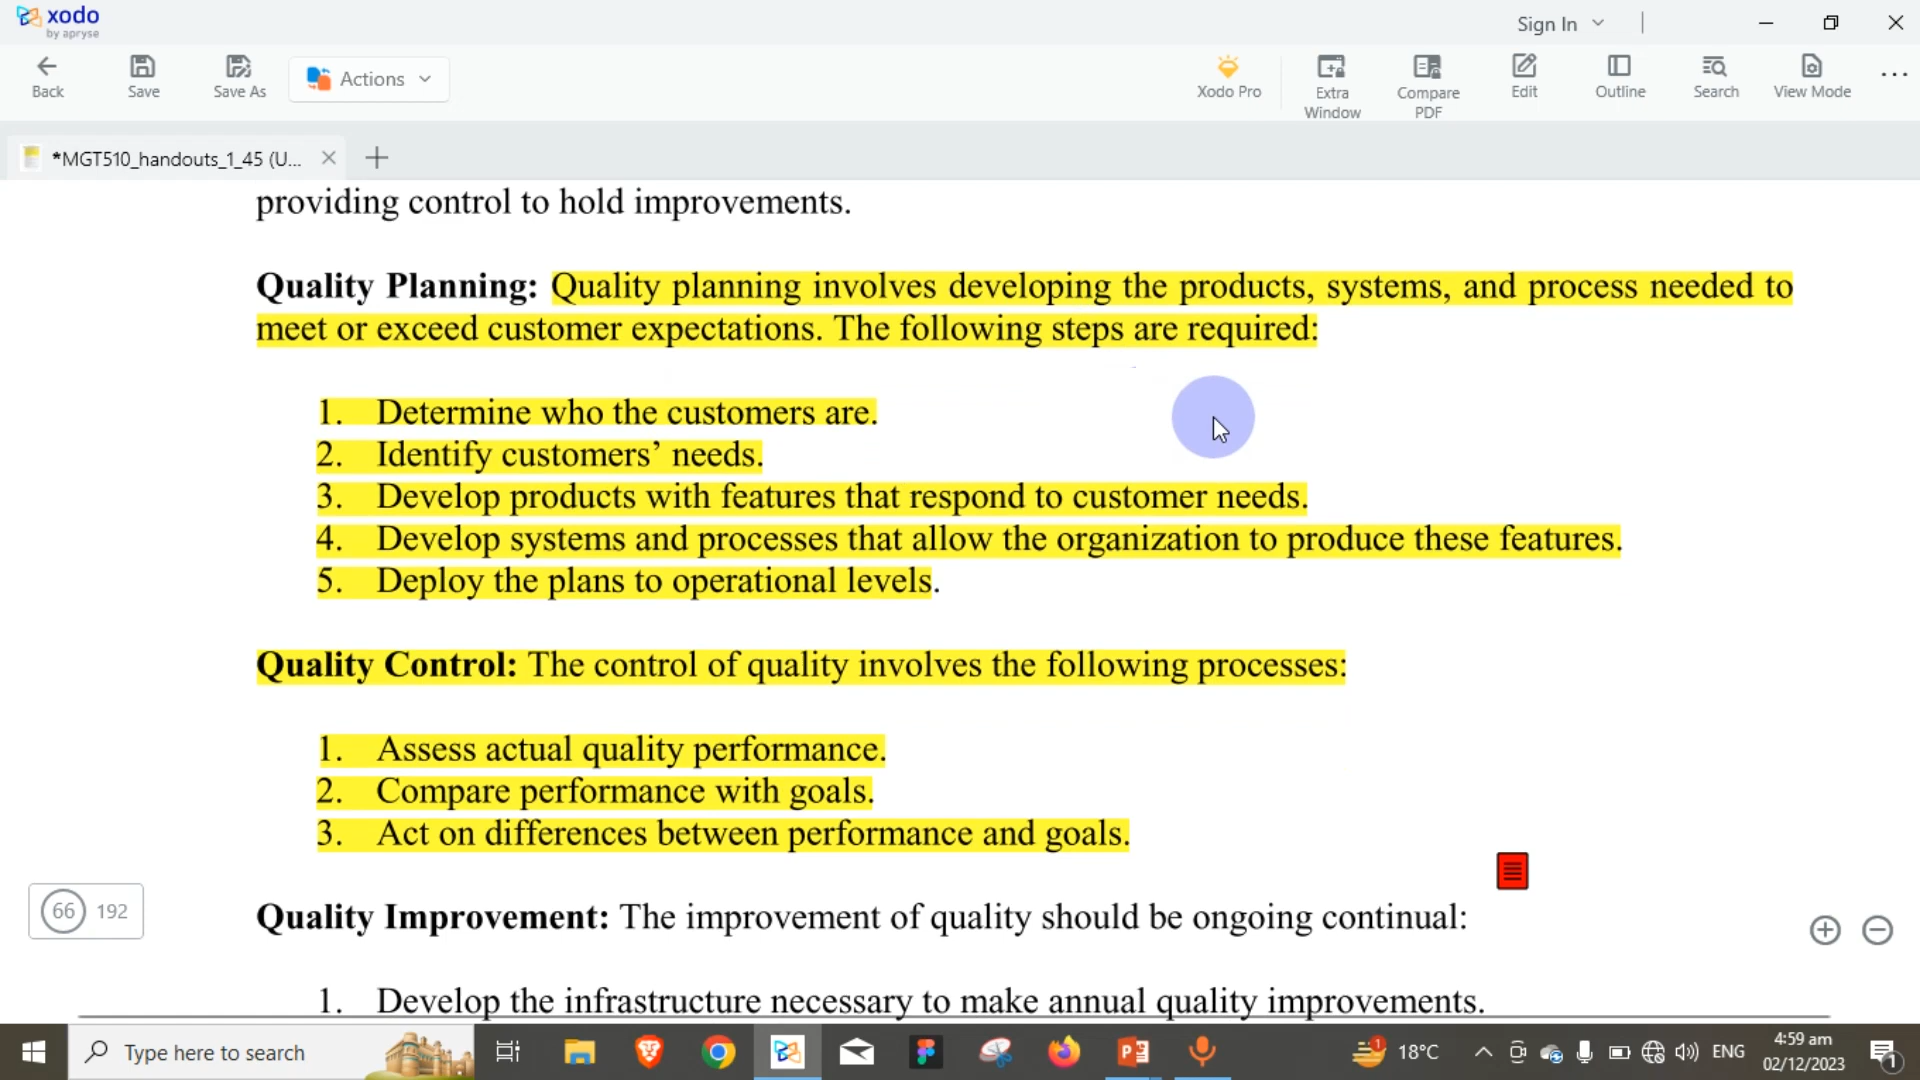 xodo
by apryse
Sign In
Back
Save
Save As
Actions
Xodo Pro
Extra
Window
Compare
PDF
Edit
Outline
Search
View Mode
*MGT510_handouts_1_45 (U...
providing control to hold improvements.
Quality Planning: Quality planning involves developing the products, systems, and process needed to
meet or exceed customer expectations. The following steps are required:
1. Determine who the customers are.
2. Identify customers’ needs.
3. Develop products with features that respond to customer needs.
4. Develop systems and processes that allow the organization to produce these features.
5. Deploy the plans to operational levels.
Quality Control: The control of quality involves the following processes:
1. Assess actual quality performance.
2. Compare performance with goals.
3. Act on differences between performance and goals.
66 192
Quality Improvement: The improvement of quality should be ongoing continual:
1. Develop the infrastructure necessary to make annual quality improvements.
Type here to search
1
18°C
ENG
4:59 am
02/12/2023
1